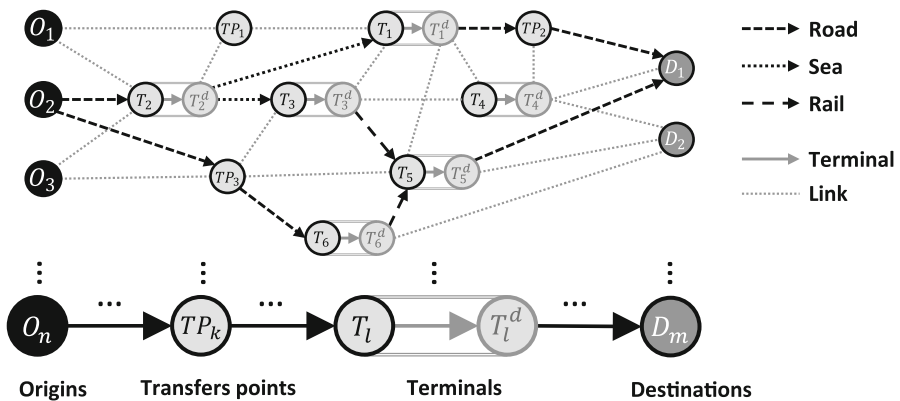 O₁ TP₁ T₁ T₁ᵈ TP₂ Road
D₁ Sea
O₂ T₂ T₂ᵈ T₃ T₃ᵈ T₄ T₄ᵈ Rail
D₂
O₃ TP₃ T₅ T₅ᵈ Terminal
Link
T₆ T₆ᵈ
⋮ ⋮ ⋮ ⋮
... ... ...
Oₙ TPₖ Tₗ Tₗᵈ Dₘ
Origins Transfers points Terminals Destinations